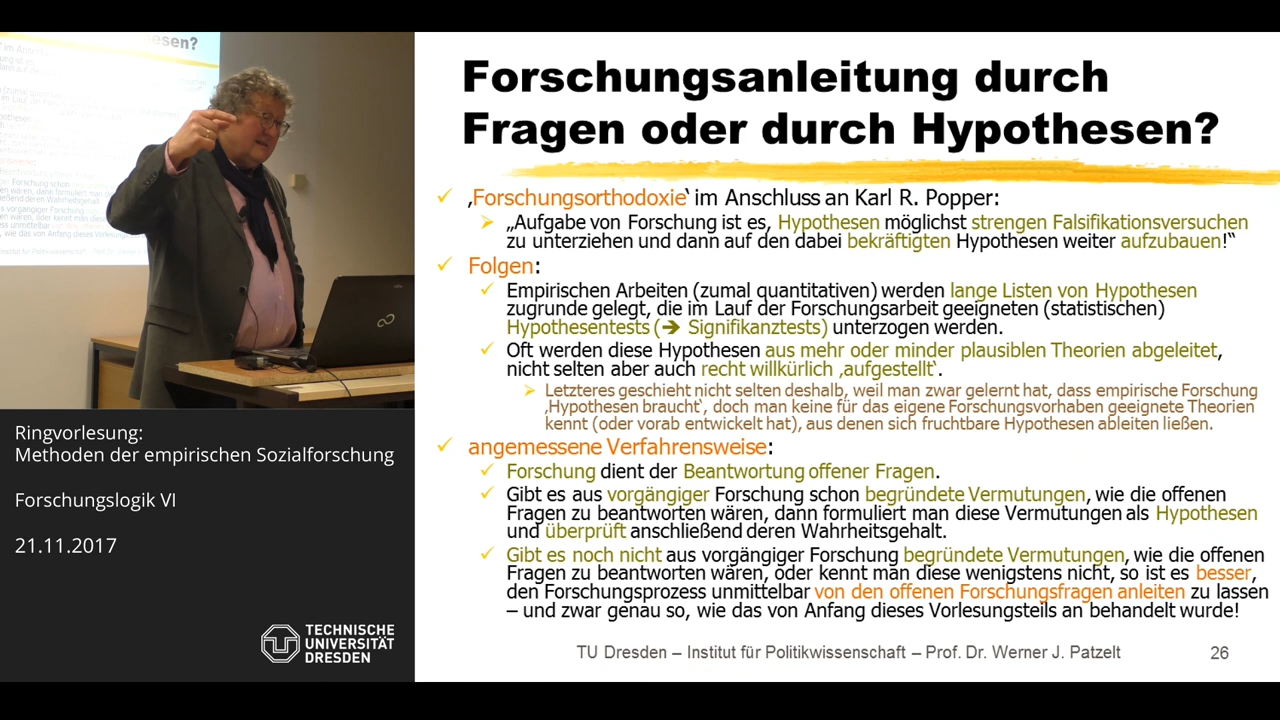 Forschungsanleitung durch
Fragen oder durch Hypothesen?
‚Forschungsorthodoxie‘ im Anschluss an Karl R. Popper:
„Aufgabe von Forschung ist es, Hypothesen möglichst strengen Falsifikationsversuchen
zu unterziehen und dann auf den dabei bekräftigten Hypothesen weiter aufzubauen!“
Folgen:
Empirischen Arbeiten (zumal quantitativen) werden lange Listen von Hypothesen
zugrunde gelegt, die im Lauf der Forschungsarbeit geeigneten (statistischen)
Hypothesentests (➔ Signifikanztests) unterzogen werden.
Oft werden diese Hypothesen aus mehr oder minder plausiblen Theorien abgeleitet,
nicht selten aber auch recht willkürlich ‚aufgestellt‘.
Letzteres geschieht nicht selten deshalb, weil man zwar gelernt hat, dass empirische Forschung
‚Hypothesen braucht‘, doch man keine für das eigene Forschungsvorhaben geeignete Theorien
kennt (oder vorab entwickelt hat), aus denen sich fruchtbare Hypothesen ableiten ließen.
angemessene Verfahrensweise:
Forschung dient der Beantwortung offener Fragen.
Gibt es aus vorgängiger Forschung schon begründete Vermutungen, wie die offenen
Fragen zu beantworten wären, dann formuliert man diese Vermutungen als Hypothesen
und überprüft anschließend deren Wahrheitsgehalt.
Gibt es noch nicht aus vorgängiger Forschung begründete Vermutungen, wie die offenen
Fragen zu beantworten wären, oder kennt man diese wenigstens nicht, so ist es besser,
den Forschungsprozess unmittelbar von den offenen Forschungsfragen anleiten zu lassen
– und zwar genau so, wie das von Anfang dieses Vorlesungsteils an behandelt wurde!
TU Dresden – Institut für Politikwissenschaft – Prof. Dr. Werner J. Patzelt
26
Ringvorlesung:
Methoden der empirischen Sozialforschung
Forschungslogik VI
21.11.2017
TECHNISCHE
UNIVERSITÄT
DRESDEN